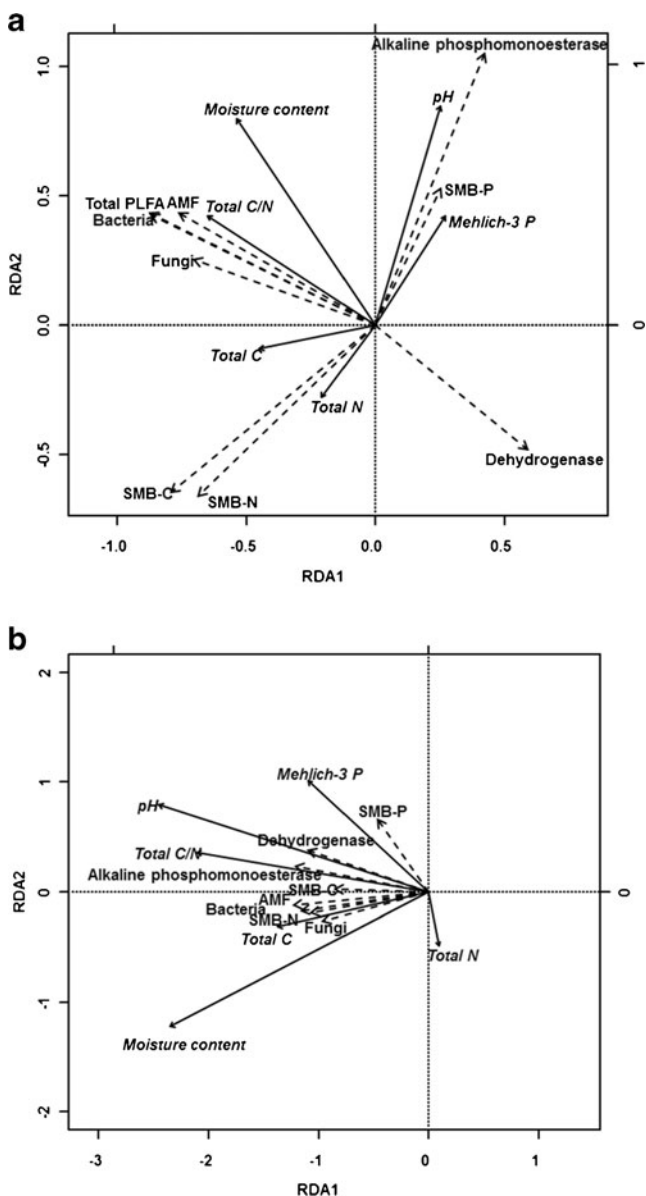 a
Alkaline phosphomonoesterase
1.0
1
pH
Moisture content
SMB-P
0.5
Total PLFA AMF Total C/N
Mehlich-3 P
Bacteria
Fungi
RDA2
0.0
0
Total C
Total N
-0.5
Dehydrogenase
SMB-C
SMB-N
-1.0 -0.5 0.0 0.5
RDA1
b
2
Mehlich-3 P
1
pH
SMB-P
Dehydrogenase
Total C/N
Alkaline phosphomonoesterase
RDA2
0
SMB-C
0
AMF
Bacteria
SMB-N
Fungi
Total C
Total N
-1
Moisture content
-2
-3 -2 -1 0 1
RDA1